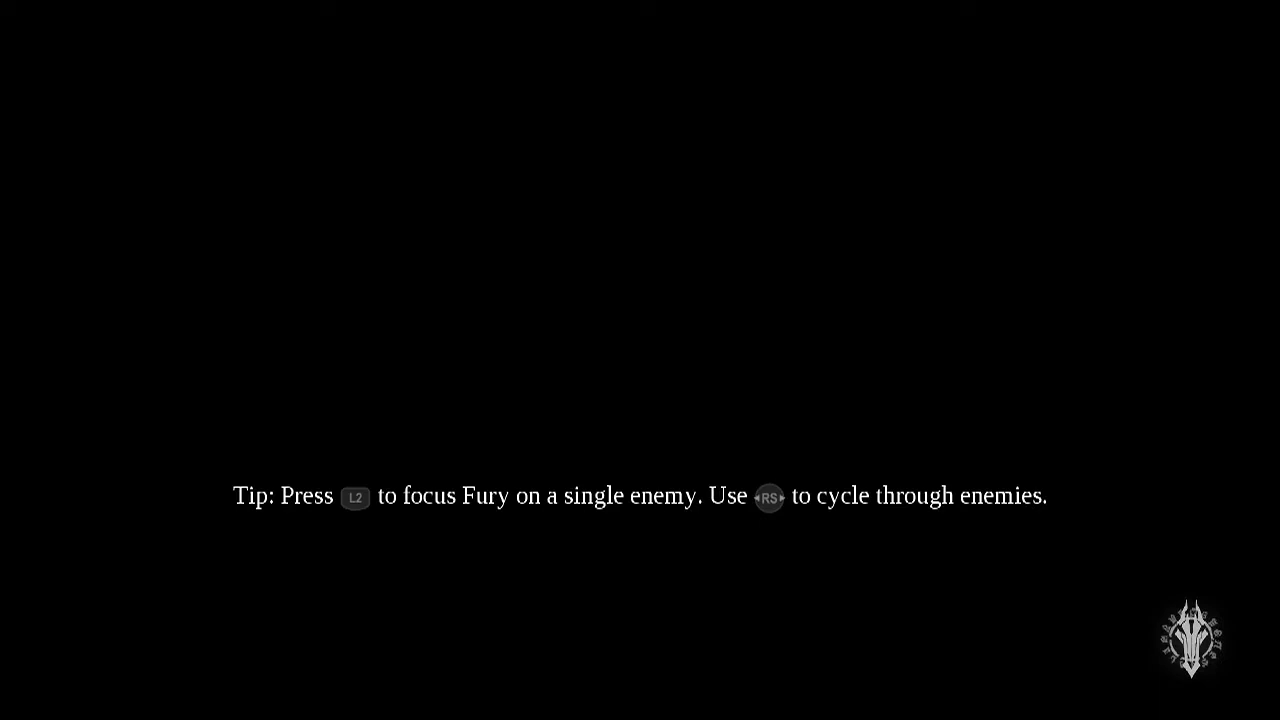 Tip: Press L2 to focus Fury on a single enemy. Use RS to cycle through enemies.